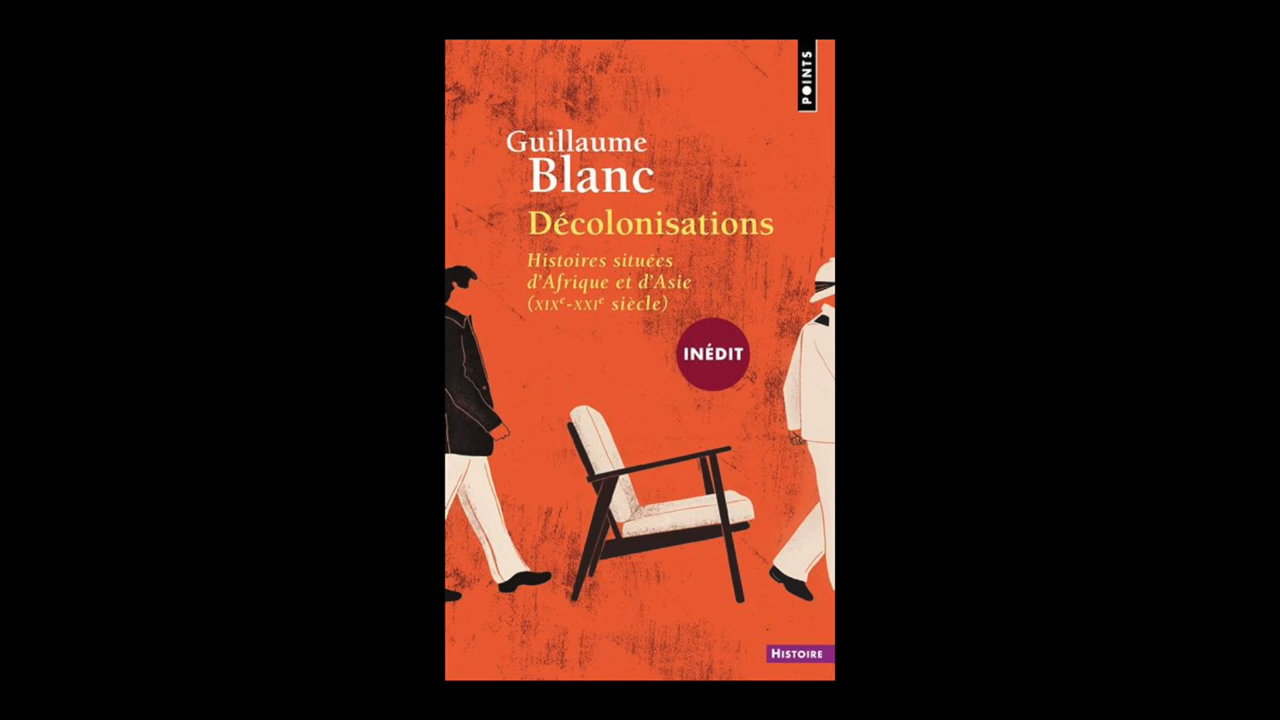 POINTS
Guillaume
Blanc
Décolonisations
Histoires situées
d'Afrique et d'Asie
(XIXe-XXIe siècle)
INÉDIT
HISTOIRE